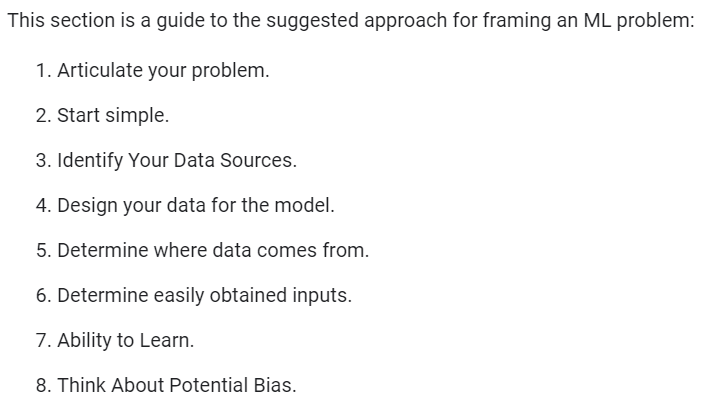 This section is a guide to the suggested approach for framing an ML problem:
1. Articulate your problem.
2. Start simple.
3. Identify Your Data Sources.
4. Design your data for the model.
5. Determine where data comes from.
6. Determine easily obtained inputs.
7. Ability to Learn.
8. Think About Potential Bias.